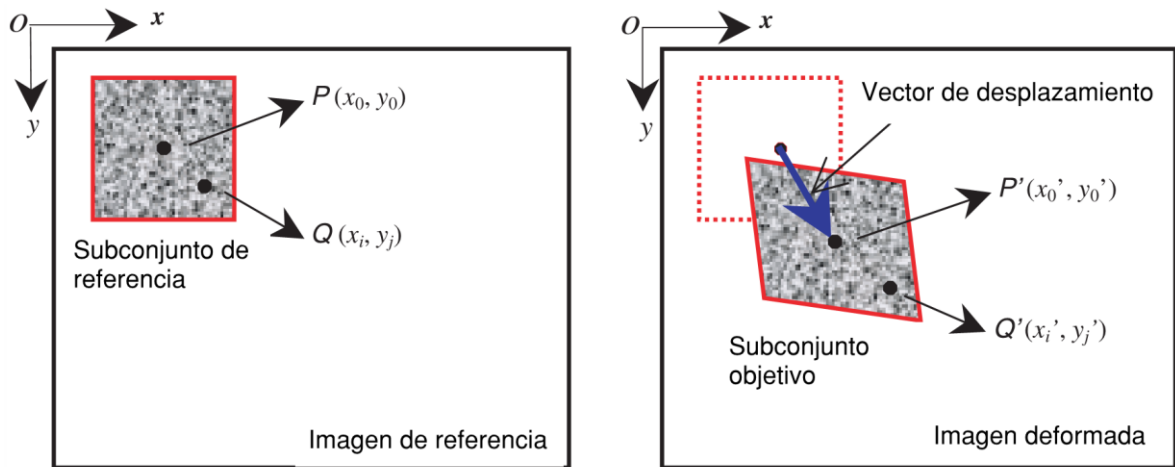 O x
y
P (x₀, y₀)
Q (xᵢ, yⱼ)
Subconjunto de
referencia
Imagen de referencia
O x
y
Vector de desplazamiento
P’(x₀’, y₀’)
Q’(xᵢ’, yⱼ’)
Subconjunto
objetivo
Imagen deformada